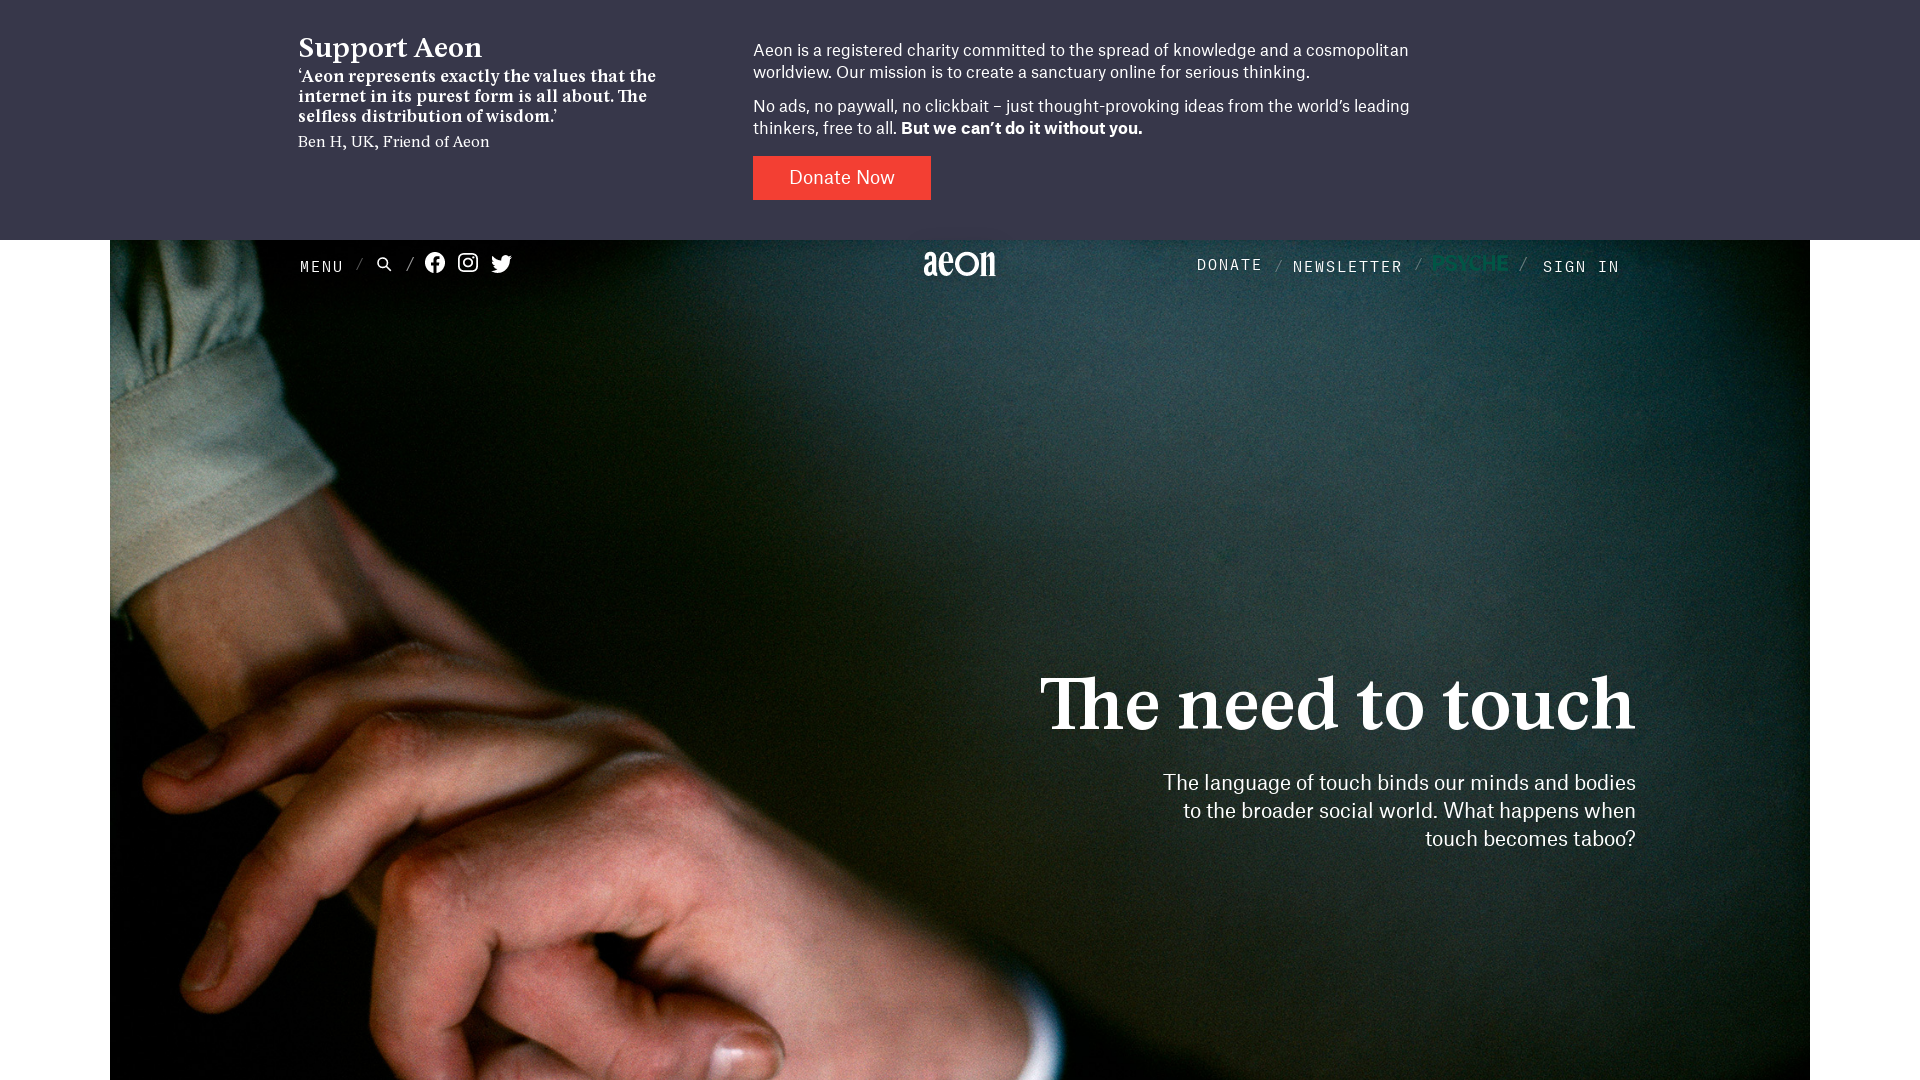 Support Aeon
‘Aeon represents exactly the values that the
internet in its purest form is all about. The
selfless distribution of wisdom.’
Ben H, UK, Friend of Aeon
Aeon is a registered charity committed to the spread of knowledge and a cosmopolitan
worldview. Our mission is to create a sanctuary online for serious thinking.
No ads, no paywall, no clickbait – just thought-provoking ideas from the world’s leading
thinkers, free to all. But we can’t do it without you.
Donate Now
MENU / /
aeon
DONATE / NEWSLETTER / PSYCHE / SIGN IN
The need to touch
The language of touch binds our minds and bodies
to the broader social world. What happens when
touch becomes taboo?